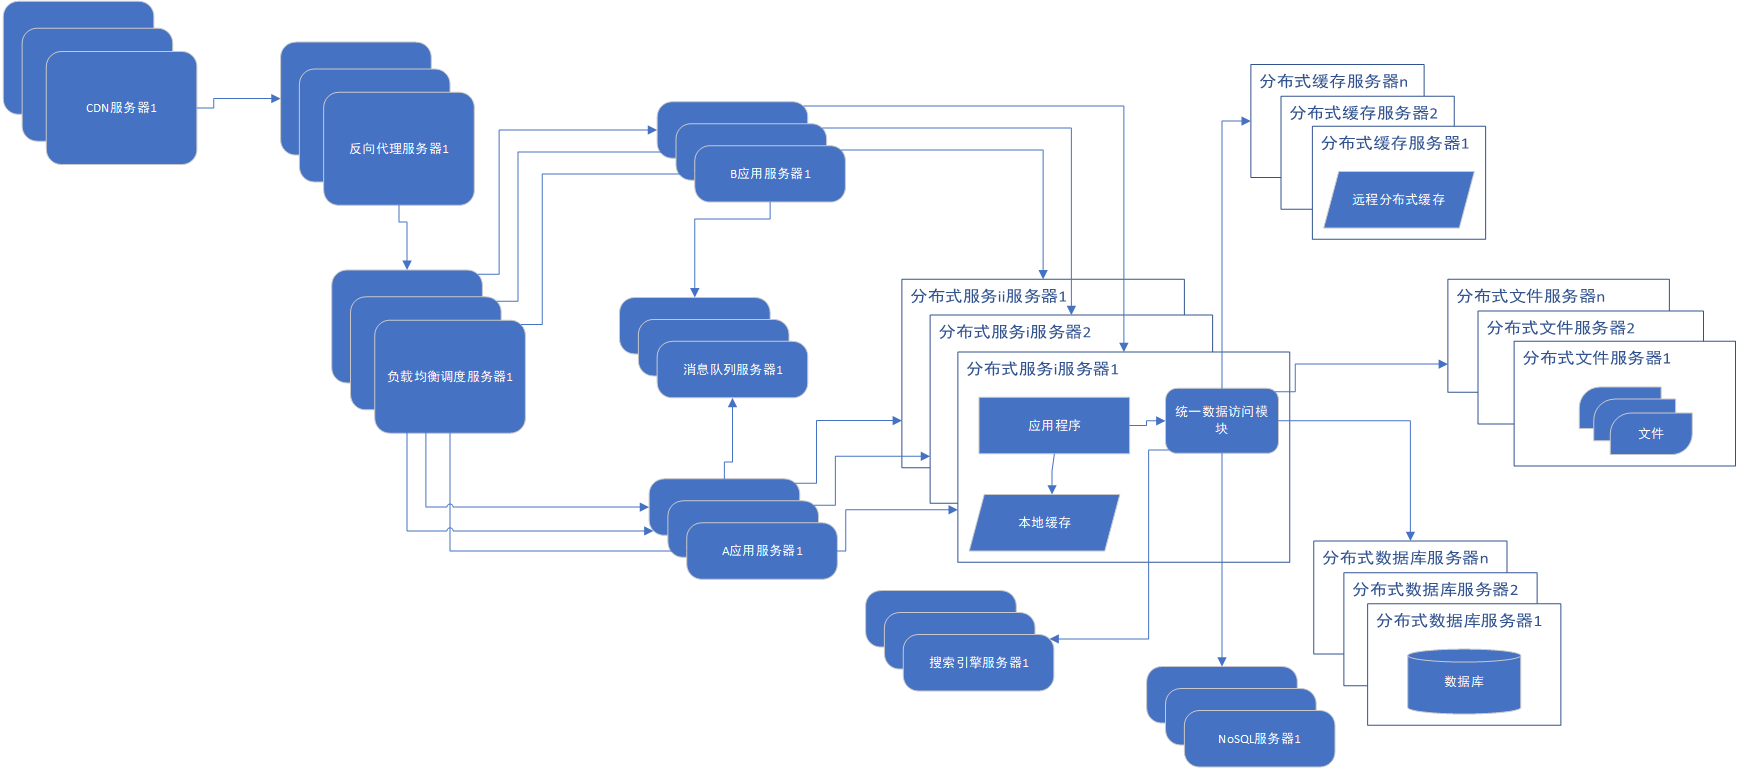 CDN服务器1
反向代理服务器1
B应用服务器1
分布式缓存服务器n
分布式缓存服务器2
分布式缓存服务器1
远程分布式缓存
负载均衡调度服务器1
消息队列服务器1
分布式服务ii服务器1
分布式服务i服务器2
分布式服务i服务器1
应用程序
统一数据访问模
块
本地缓存
分布式文件服务器n
分布式文件服务器2
分布式文件服务器1
文件
A应用服务器1
搜索引擎服务器1
NoSQL服务器1
分布式数据库服务器n
分布式数据库服务器2
分布式数据库服务器1
数据库